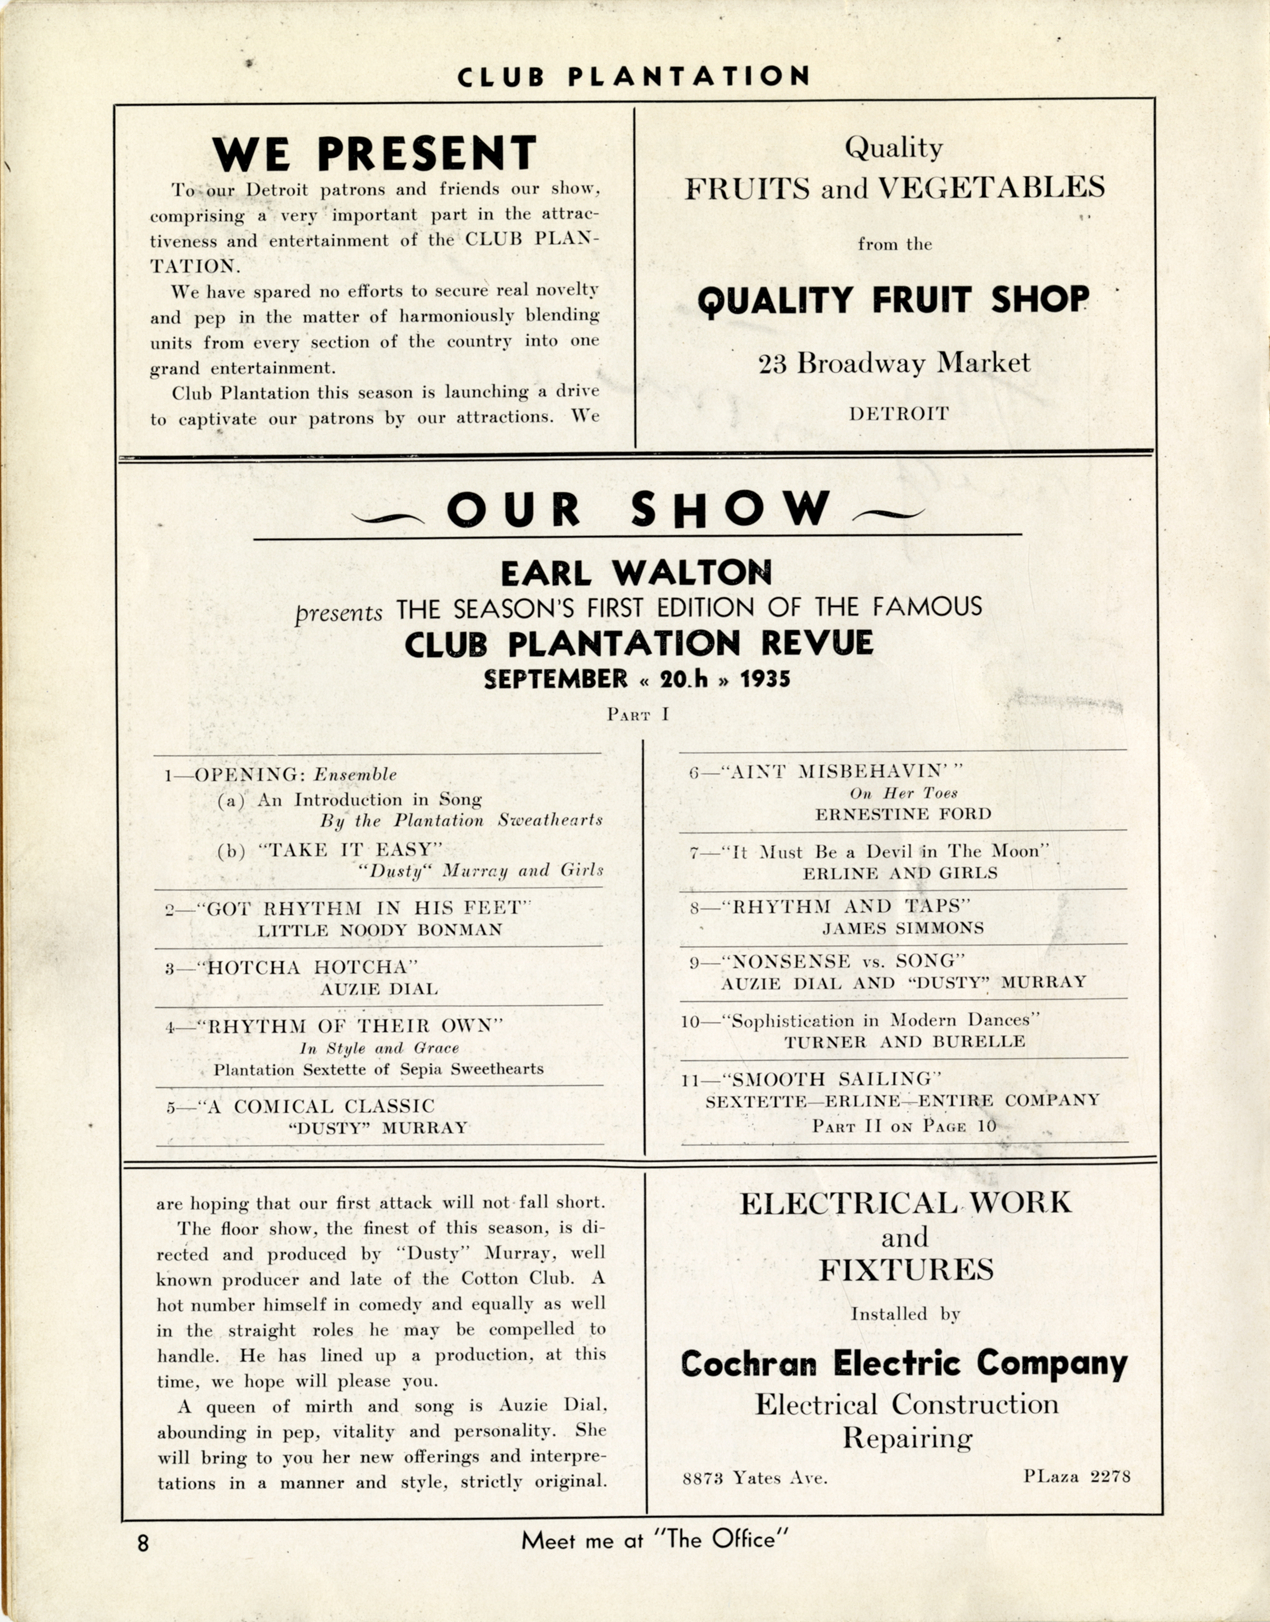 CLUB PLANTATION
WE PRESENT
To our Detroit patrons and friends our show,
comprising a very important part in the attrac-
tiveness and entertainment of the CLUB PLAN-
TATION.
We have spared no efforts to secure real novelty
and pep in the matter of harmoniously blending
units from every section of the country into one
grand entertainment.
Club Plantation this season is launching a drive
to captivate our patrons by our attractions. We
Quality
FRUITS and VEGETABLES
from the
QUALITY FRUIT SHOP
23 Broadway Market
DETROIT
OUR SHOW
EARL WALTON
presents THE SEASON'S FIRST EDITION OF THE FAMOUS
CLUB PLANTATION REVUE
SEPTEMBER « 20.h » 1935
PART I
1—OPENING: Ensemble
(a) An Introduction in Song
By the Plantation Sweathearts
(b) "TAKE IT EASY"
"Dusty" Murray and Girls
2—"GOT RHYTHM IN HIS FEET"
LITTLE NOODY BONMAN
3—"HOTCHA HOTCHA"
AUZIE DIAL
4—"RHYTHM OF THEIR OWN"
In Style and Grace
Plantation Sextette of Sepia Sweethearts
5—"A COMICAL CLASSIC
"DUSTY" MURRAY
6—"AINT MISBEHAVIN' "
On Her Toes
ERNESTINE FORD
7—"It Must Be a Devil in The Moon"
ERLINE AND GIRLS
8—"RHYTHM AND TAPS"
JAMES SIMMONS
9—"NONSENSE vs. SONG"
AUZIE DIAL AND "DUSTY" MURRAY
10—"Sophistication in Modern Dances"
TURNER AND BURELLE
11—"SMOOTH SAILING"
SEXTETTE—ERLINE—ENTIRE COMPANY
PART II ON PAGE 10
are hoping that our first attack will not fall short.
The floor show, the finest of this season, is di-
rected and produced by "Dusty" Murray, well
known producer and late of the Cotton Club. A
hot number himself in comedy and equally as well
in the straight roles he may be compelled to
handle. He has lined up a production, at this
time, we hope will please you.
A queen of mirth and song is Auzie Dial,
abounding in pep, vitality and personality. She
will bring to you her new offerings and interpre-
tations in a manner and style, strictly original.
ELECTRICAL WORK
and
FIXTURES
Installed by
Cochran Electric Company
Electrical Construction
Repairing
8873 Yates Ave. PLaza 2278
8
Meet me at "The Office"